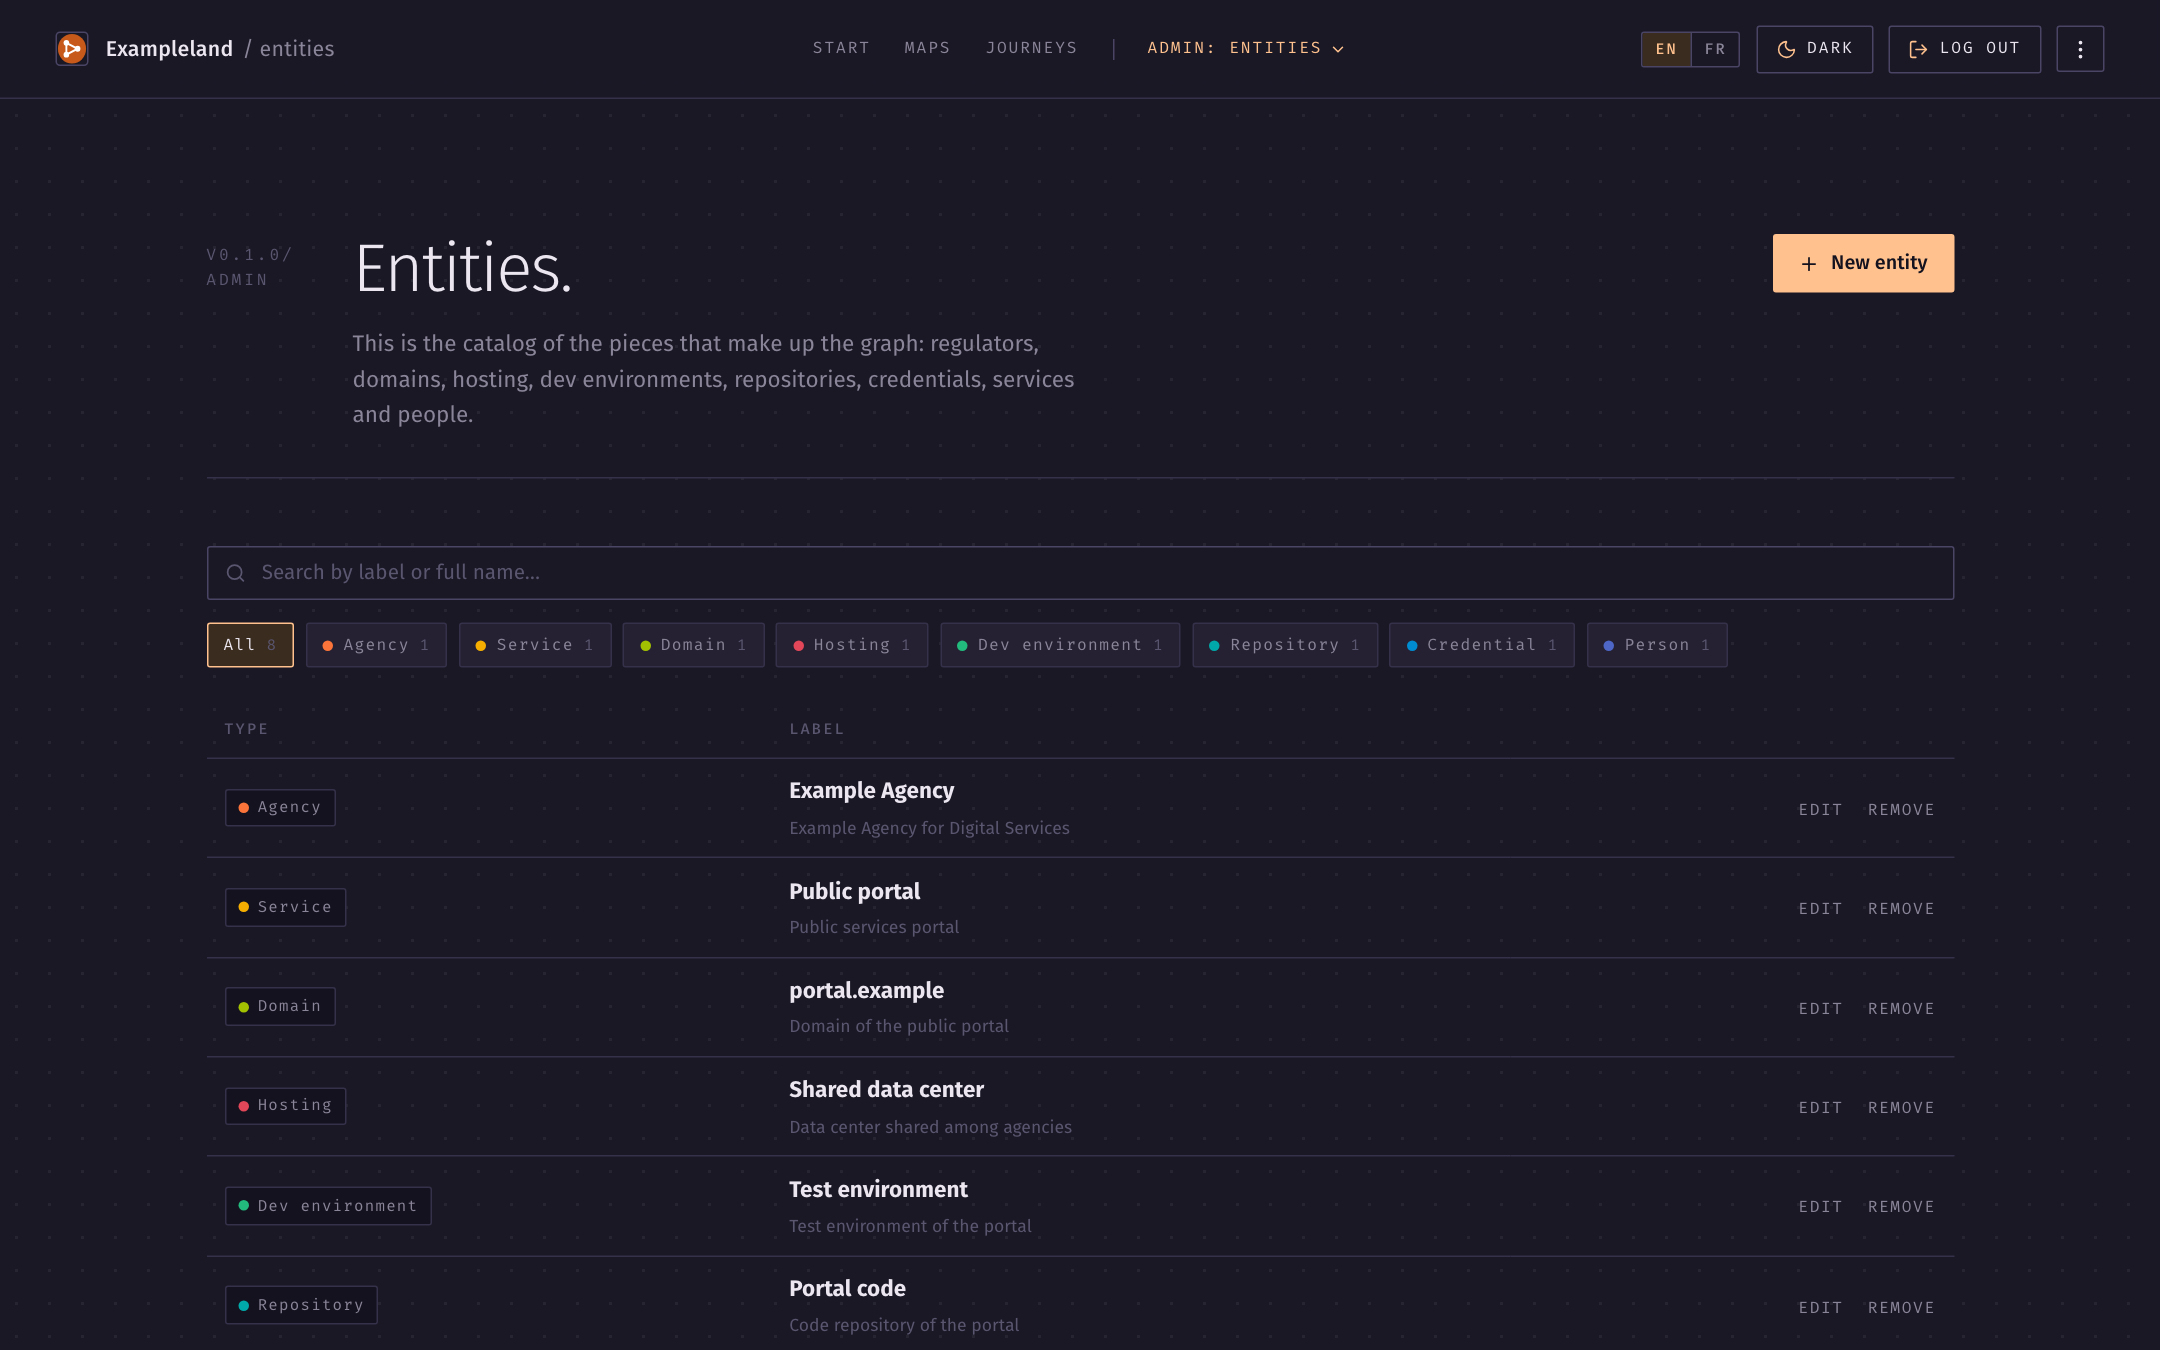 Exampleland / entities
START MAPS JOURNEYS ADMIN: ENTITIES
EN FR DARK LOG OUT
V0.1.0/
ADMIN
Entities.
New entity
This is the catalog of the pieces that make up the graph: regulators,
domains, hosting, dev environments, repositories, credentials, services
and people.
Search by label or full name...
All 8 Agency 1 Service 1 Domain 1 Hosting 1 Dev environment 1 Repository 1 Credential 1 Person 1
TYPE LABEL
Agency Example Agency EDIT REMOVE
Example Agency for Digital Services
Service Public portal EDIT REMOVE
Public services portal
Domain portal.example EDIT REMOVE
Domain of the public portal
Hosting Shared data center EDIT REMOVE
Data center shared among agencies
Dev environment Test environment EDIT REMOVE
Test environment of the portal
Repository Portal code EDIT REMOVE
Code repository of the portal